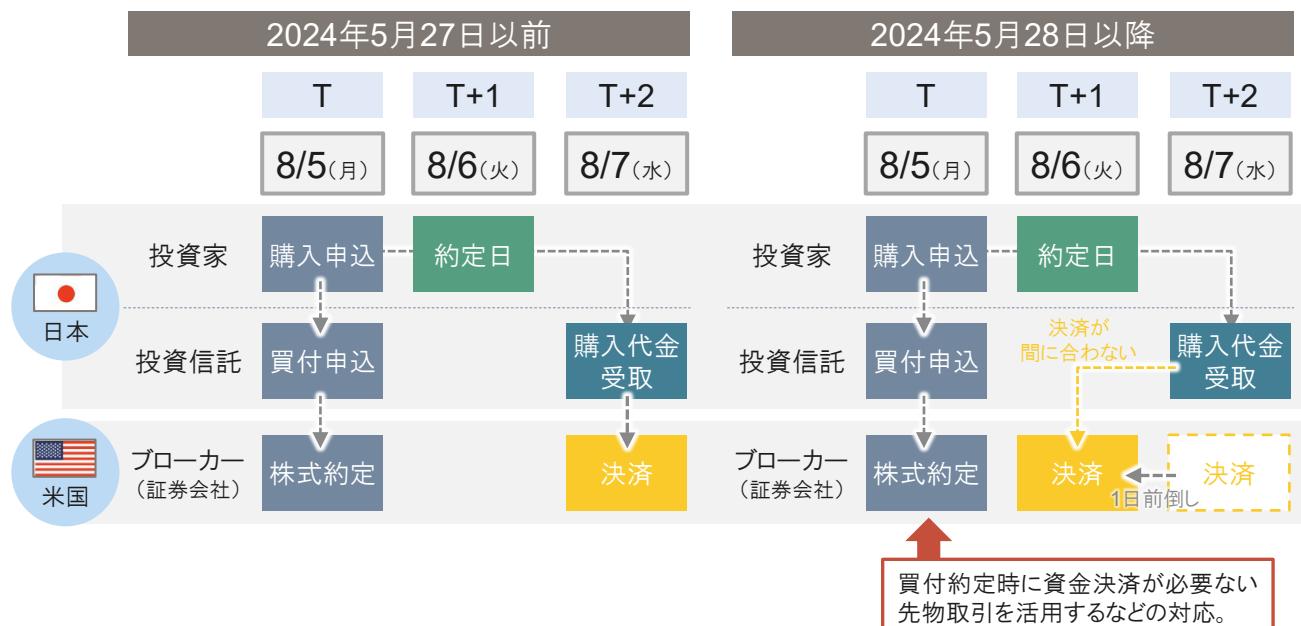 2024年5月27日以前
2024年5月28日以降
T
T+1
T+2
T
T+1
T+2
8/5(月)
8/6(火)
8/7(水)
8/5(月)
8/6(火)
8/7(水)
日本
投資家
購入申込
約定日
投資家
購入申込
約定日
投資信託
買付申込
購入代金
受取
投資信託
買付申込
決済が
間に合わない
購入代金
受取
米国
ブローカー
（証券会社）
株式約定
決済
ブローカー
（証券会社）
株式約定
決済
決済
1日前倒し
買付約定時に資金決済が必要ない
先物取引を活用するなどの対応。